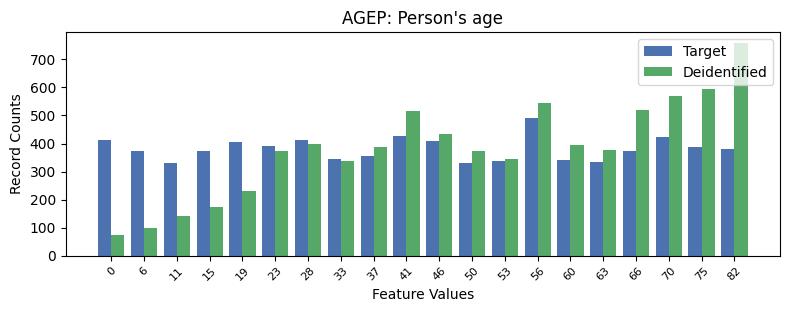 AGEP: Person's age
Target
Deidentified
Record Counts
700
600
500
400
300
200
100
0
0 6 11 15 19 23 28 33 37 41 46 50 53 56 60 63 66 70 75 82
Feature Values